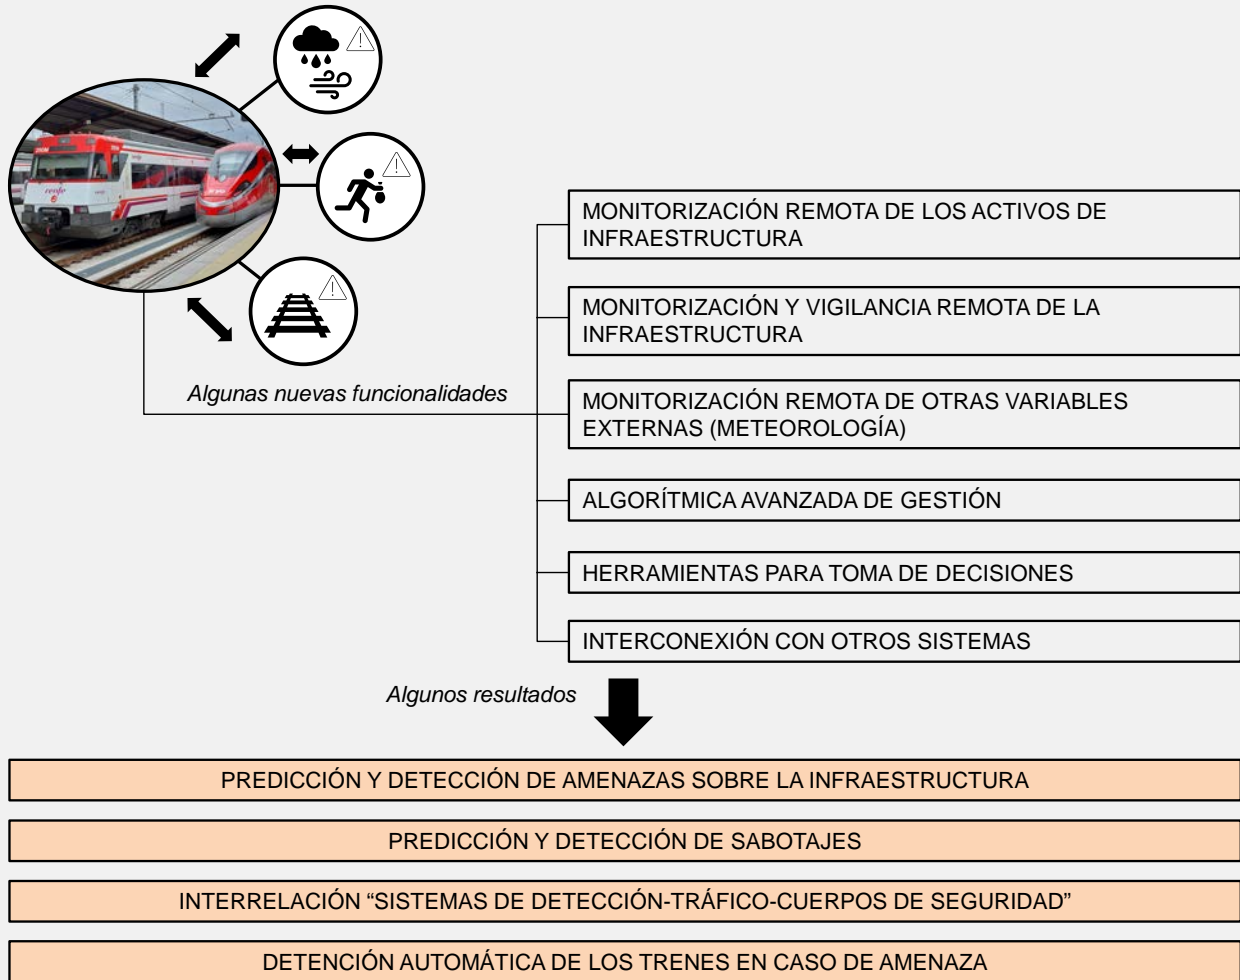 renfe
MONITORIZACIÓN REMOTA DE LOS ACTIVOS DE
INFRAESTRUCTURA
MONITORIZACIÓN Y VIGILANCIA REMOTA DE LA
INFRAESTRUCTURA
Algunas nuevas funcionalidades
MONITORIZACIÓN REMOTA DE OTRAS VARIABLES
EXTERNAS (METEOROLOGÍA)
ALGORÍTMICA AVANZADA DE GESTIÓN
HERRAMIENTAS PARA TOMA DE DECISIONES
INTERCONEXIÓN CON OTROS SISTEMAS
Algunos resultados
PREDICCIÓN Y DETECCIÓN DE AMENAZAS SOBRE LA INFRAESTRUCTURA
PREDICCIÓN Y DETECCIÓN DE SABOTAJES
INTERRELACIÓN “SISTEMAS DE DETECCIÓN-TRÁFICO-CUERPOS DE SEGURIDAD”
DETENCIÓN AUTOMÁTICA DE LOS TRENES EN CASO DE AMENAZA